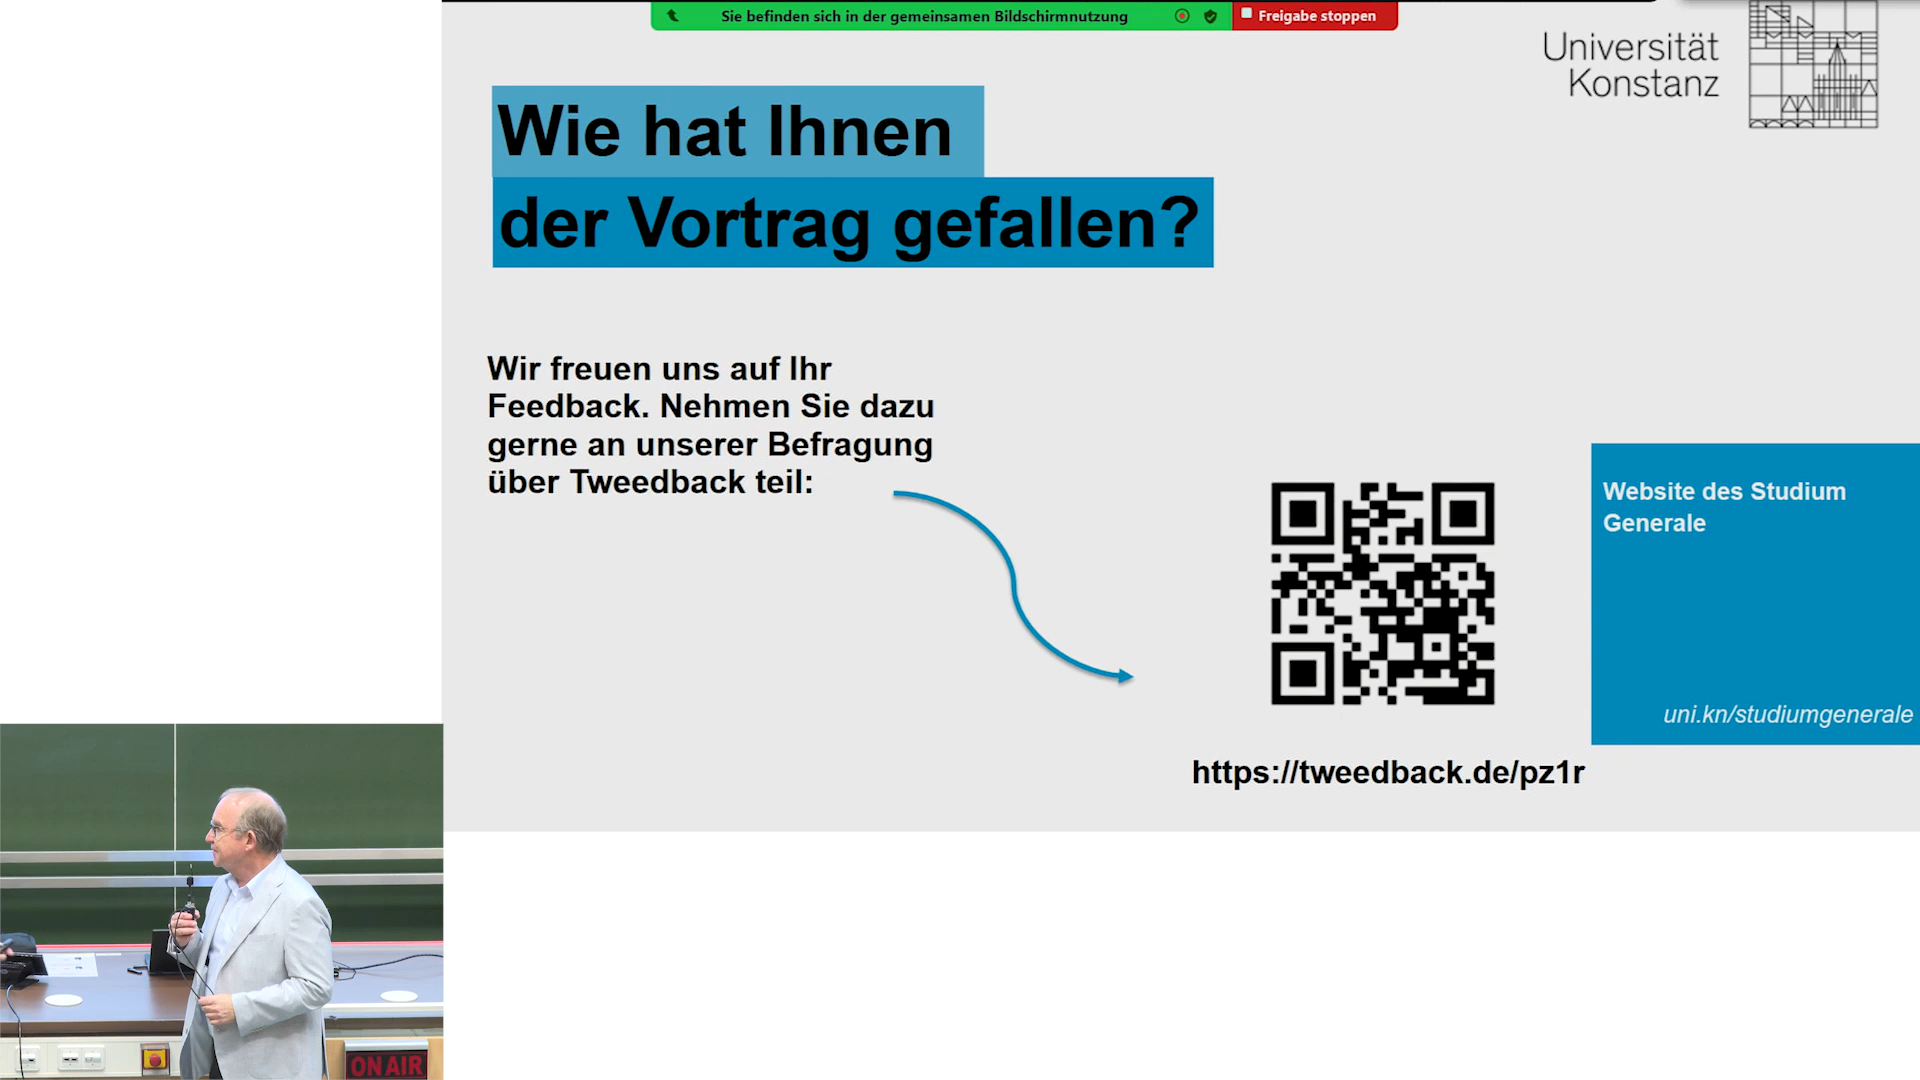 Sie befinden sich in der gemeinsamen Bildschirmnutzung
Freigabe stoppen
Universität
Konstanz
Wie hat Ihnen
der Vortrag gefallen?
Wir freuen uns auf Ihr
Feedback. Nehmen Sie dazu
gerne an unserer Befragung
über Tweedback teil:
Website des Studium
Generale
uni.kn/studiumgenerale
https://tweedback.de/pz1r
ON AIR